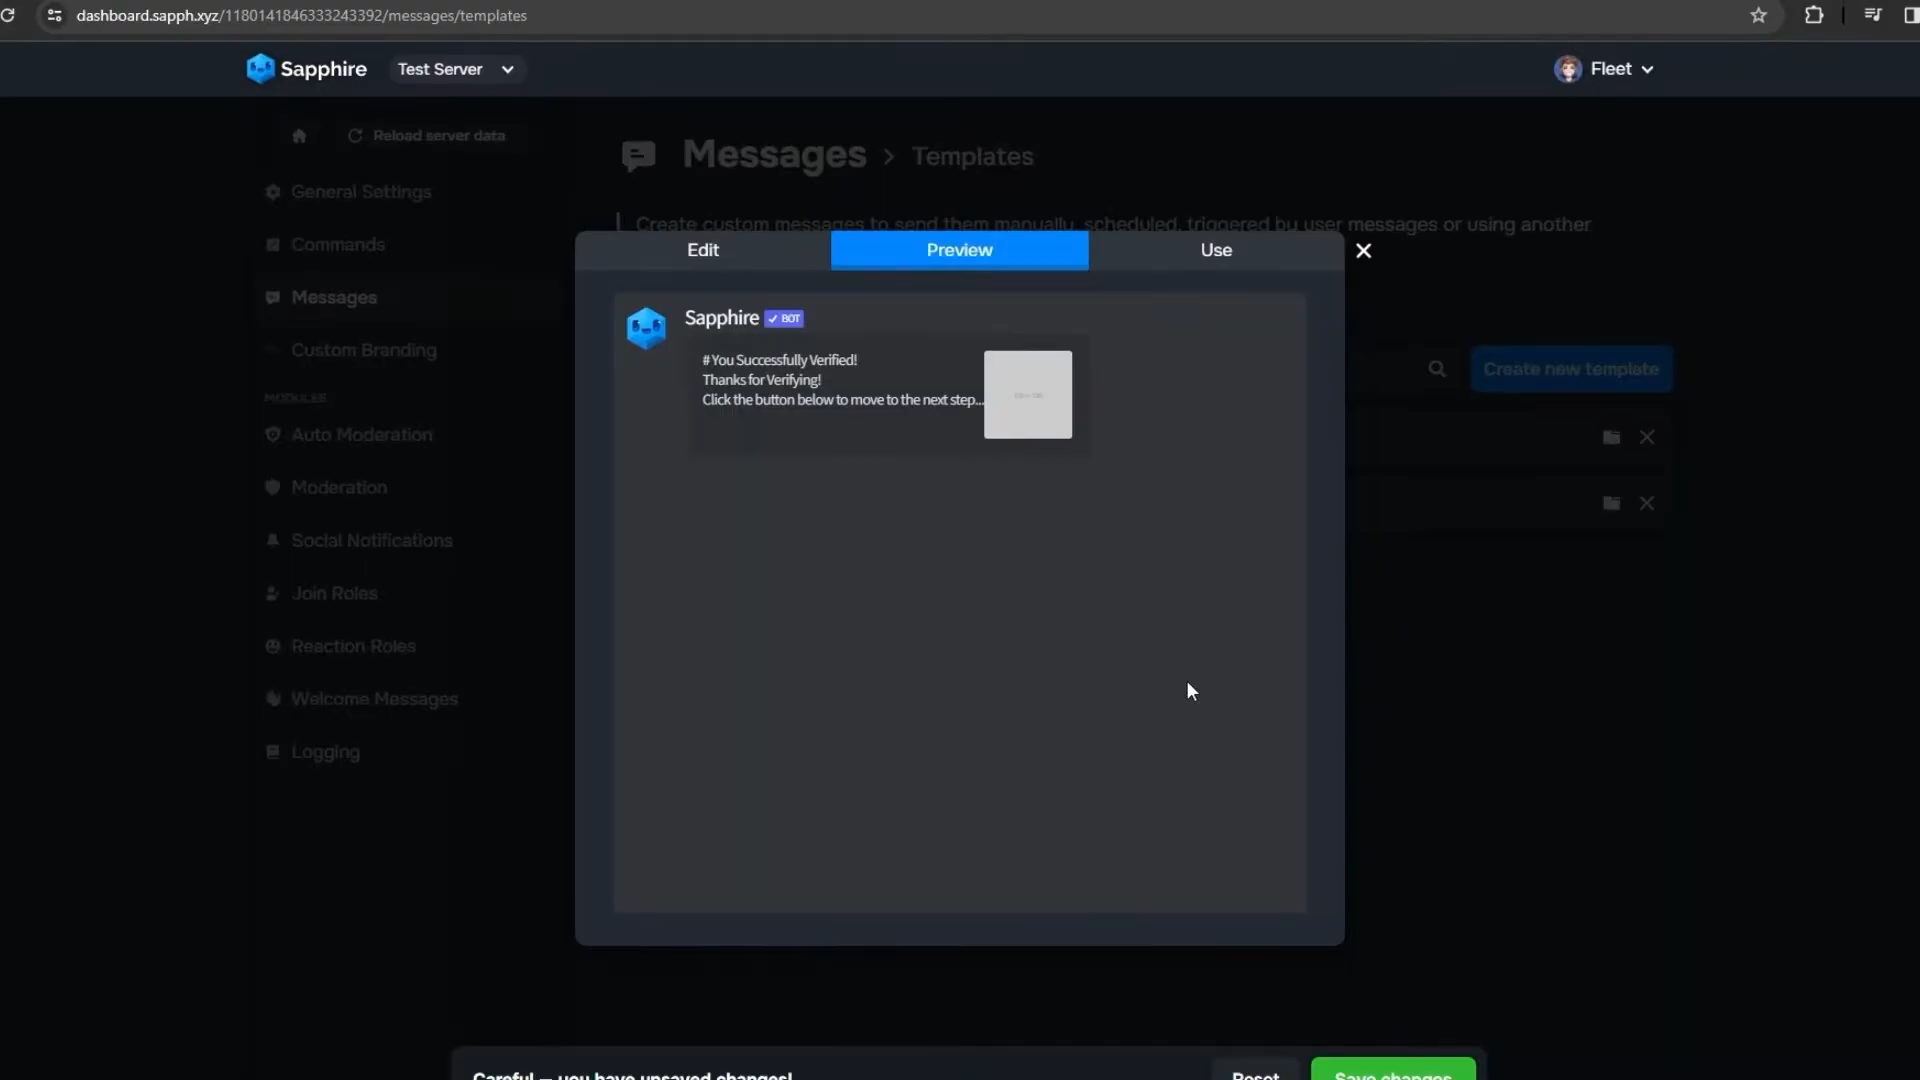 dashboard.sapph.xyz/1180141846333243392/messages/templates
Sapphire
Test Server
Fleet
Reload server data
General Settings
Commands
Messages
Custom Branding
MODULES
Auto Moderation
Moderation
Social Notifications
Join Roles
Reaction Roles
Welcome Messages
Logging
Messages > Templates
Create custom messages to send them manually, scheduled, triggered by user messages or using another
Create new template
Edit
Preview
Use
Sapphire
BOT
# You Successfully Verified!
Thanks for Verifying!
Click the button below to move to the next step...
Careful — you have unsaved changes!
Reset
Save changes